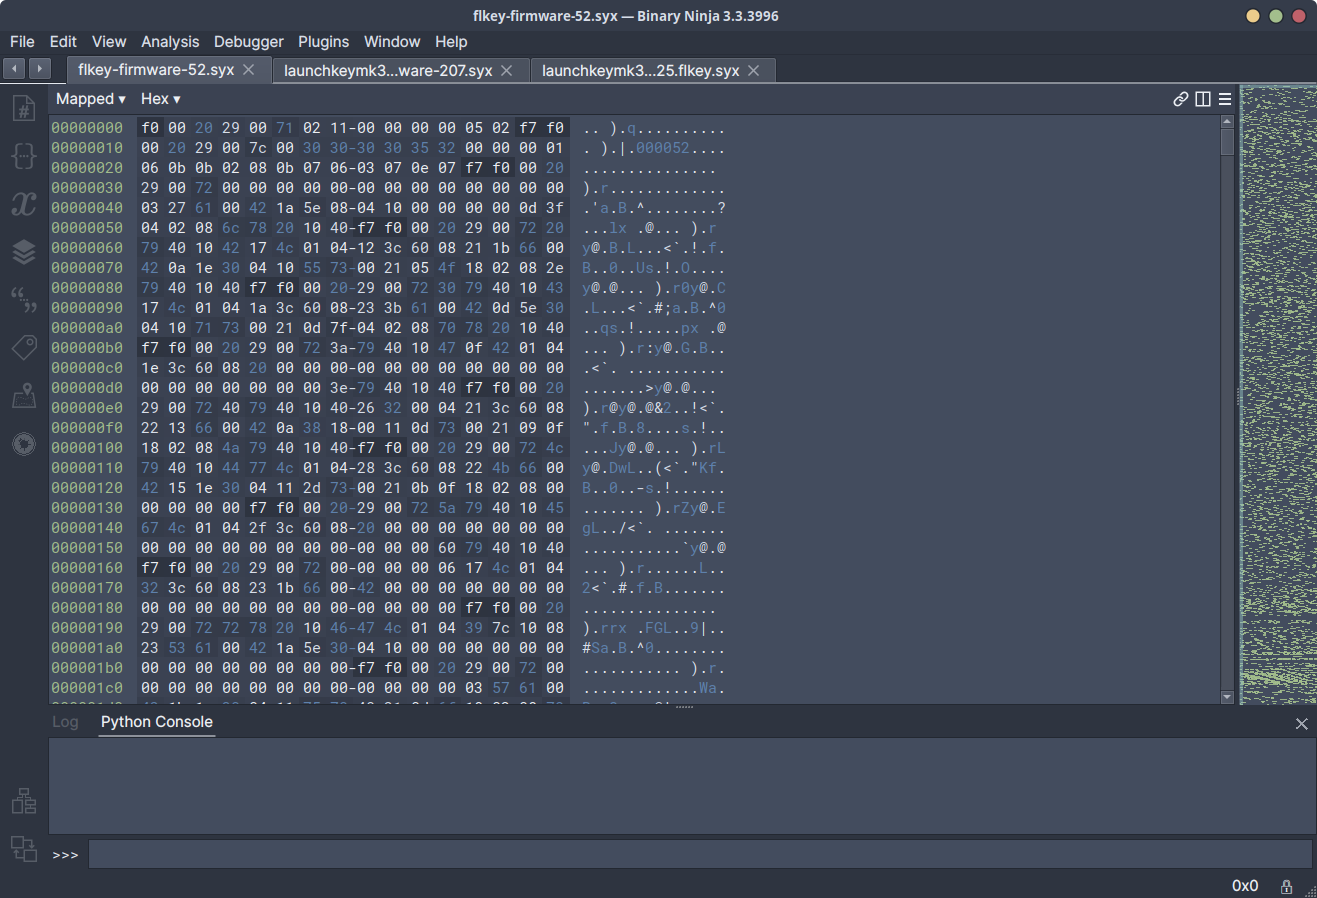 flkey-firmware-52.syx — Binary Ninja 3.3.3996
File Edit View Analysis Debugger Plugins Window Help
flkey-firmware-52.syx launchkeymk3...ware-207.syx launchkeymk3...25.flkey.syx
Mapped ▾ Hex ▾
00000000 f0 00 20 29 00 71 02 11-00 00 00 00 05 02 f7 f0 .. ).q..........
00000010 00 20 29 00 7c 00 30 30-30 30 35 32 00 00 00 01 . ).|.000052....
00000020 06 0b 0b 02 08 0b 07 06-03 07 0e 07 f7 f0 00 20 ...............
00000030 29 00 72 00 00 00 00 00-00 00 00 00 00 00 00 00 ).r.............
00000040 03 27 61 00 42 1a 5e 08-04 10 00 00 00 00 0d 3f .'a.B.^........?
00000050 04 02 08 6c 78 20 10 40-f7 f0 00 20 29 00 72 20 ...lx .@... ).r
00000060 79 40 10 42 17 4c 01 04-12 3c 60 08 21 1b 66 00 y@.B.L...<`.!.f.
00000070 42 0a 1e 30 04 10 55 73-00 21 05 4f 18 02 08 2e B..0..Us.!.O....
00000080 79 40 10 40 f7 f0 00 20-29 00 72 30 79 40 10 43 y@.@... ).r0y@.C
00000090 17 4c 01 04 1a 3c 60 08-23 3b 61 00 42 0d 5e 30 .L...<`.#;a.B.^0
000000a0 04 10 71 73 00 21 0d 7f-04 02 08 70 78 20 10 40 ..qs.!.....px .@
000000b0 f7 f0 00 20 29 00 72 3a-79 40 10 47 0f 42 01 04 ... ).r:y@.G.B..
000000c0 1e 3c 60 08 20 00 00 00-00 00 00 00 00 00 00 00 .<`. ...........
000000d0 00 00 00 00 00 00 00 3e-79 40 10 40 f7 f0 00 20 .......>y@.@...
000000e0 29 00 72 40 79 40 10 40-26 32 00 04 21 3c 60 08 ).r@y@.@&2..!<`.
000000f0 22 13 66 00 42 0a 38 18-00 11 0d 73 00 21 09 0f ".f.B.8....s.!..
00000100 18 02 08 4a 79 40 10 40-f7 f0 00 20 29 00 72 4c ...Jy@.@... ).rL
00000110 79 40 10 44 77 4c 01 04-28 3c 60 08 22 4b 66 00 y@.DwL..(<`."Kf.
00000120 42 15 1e 30 04 11 2d 73-00 21 0b 0f 18 02 08 00 B..0..-s.!......
00000130 00 00 00 00 f7 f0 00 20-29 00 72 5a 79 40 10 45 ....... ).rZy@.E
00000140 67 4c 01 04 2f 3c 60 08-20 00 00 00 00 00 00 00 gL../<`. .......
00000150 00 00 00 00 00 00 00 00-00 00 00 60 79 40 10 40 ...........`y@.@
00000160 f7 f0 00 20 29 00 72 00-00 00 00 06 17 4c 01 04 ... ).r......L..
00000170 32 3c 60 08 23 1b 66 00-42 00 00 00 00 00 00 00 2<`.#.f.B.......
00000180 00 00 00 00 00 00 00 00-00 00 00 00 f7 f0 00 20 ...............
00000190 29 00 72 72 78 20 10 46-47 4c 01 04 39 7c 10 08 ).rrx .FGL..9|..
000001a0 23 53 61 00 42 1a 5e 30-04 10 00 00 00 00 00 00 #Sa.B.^0........
000001b0 00 00 00 00 00 00 00 00-f7 f0 00 20 29 00 72 00 ........... ).r.
000001c0 00 00 00 00 00 00 00 00-00 00 00 00 03 57 61 00 .............Wa.
Log Python Console
>>>
0x0